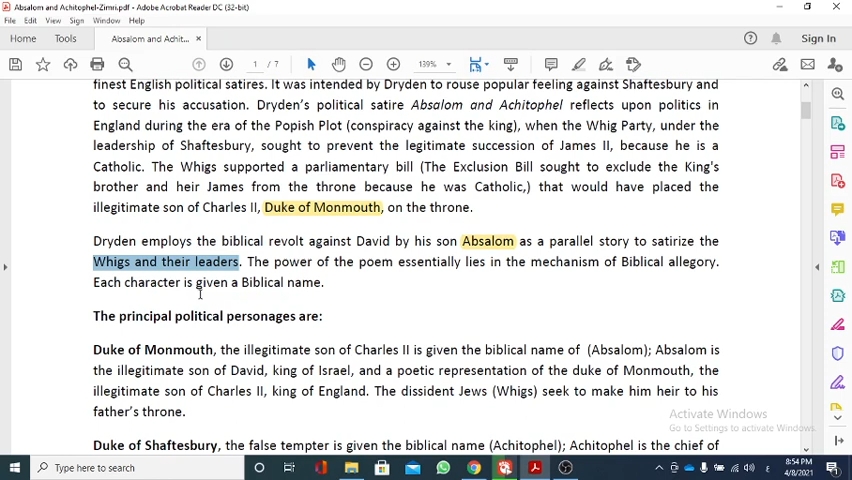 Absalom and Achitophel-Zimri.pdf - Adobe Acrobat Reader DC (32-bit)
File Edit View Sign Window Help
Home Tools Absalom and Achit... × Sign In
1 / 7 139%
finest English political satires. It was intended by Dryden to rouse popular feeling against Shaftesbury and
to secure his accusation. Dryden's political satire Absalom and Achitophel reflects upon politics in
England during the era of the Popish Plot (conspiracy against the king), when the Whig Party, under the
leadership of Shaftesbury, sought to prevent the legitimate succession of James II, because he is a
Catholic. The Whigs supported a parliamentary bill (The Exclusion Bill sought to exclude the King's
brother and heir James from the throne because he was Catholic,) that would have placed the
illegitimate son of Charles II, Duke of Monmouth, on the throne.
Dryden employs the biblical revolt against David by his son Absalom as a parallel story to satirize the
Whigs and their leaders. The power of the poem essentially lies in the mechanism of Biblical allegory.
Each character is given a Biblical name.
The principal political personages are:
Duke of Monmouth, the illegitimate son of Charles II is given the biblical name of (Absalom); Absalom is
the illegitimate son of David, king of Israel, and a poetic representation of the duke of Monmouth, the
illegitimate son of Charles II, king of England. The dissident Jews (Whigs) seek to make him heir to his
father's throne.
Duke of Shaftesbury, the false tempter is given the biblical name (Achitophel); Achitophel is the chief of
Activate Windows
Go to Settings to activate Windows.
Type here to search
ع 8:54 PM
4/8/2021